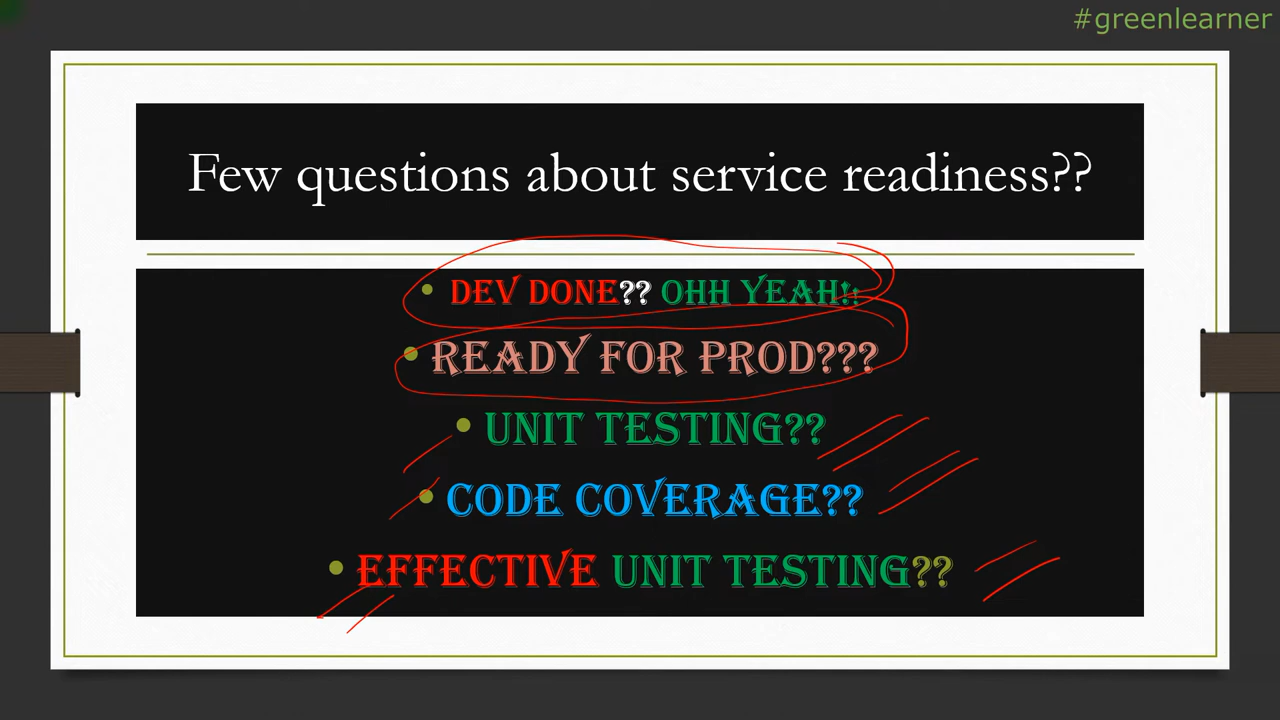 #greenlearner
Few questions about service readiness??
• DEV DONE?? OHH YEAH!!
• READY FOR PROD???
• UNIT TESTING??
• CODE COVERAGE??
• EFFECTIVE UNIT TESTING??